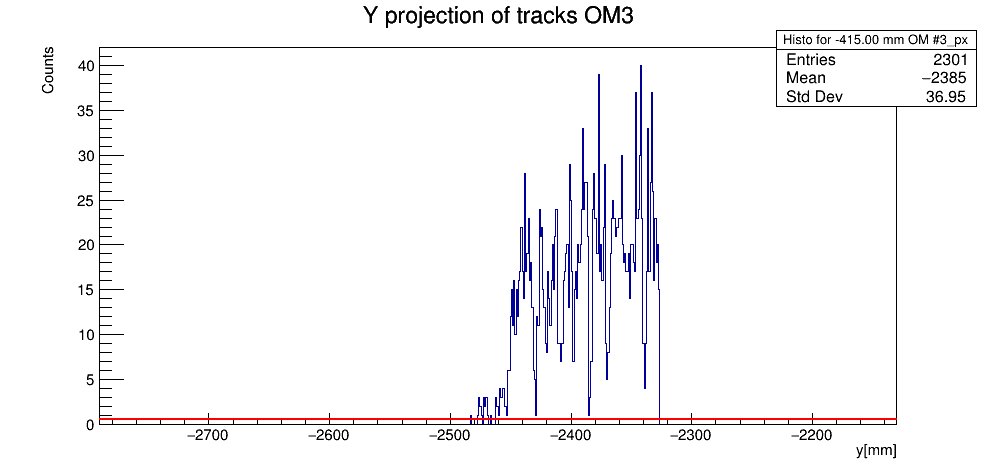 Y projection of tracks OM3
Histo for -415.00 mm OM #3_px
Entries 2301
Mean −2385
Std Dev 36.95
Counts
40
35
30
25
20
15
10
5
0
−2700 −2600 −2500 −2400 −2300 −2200
y[mm]